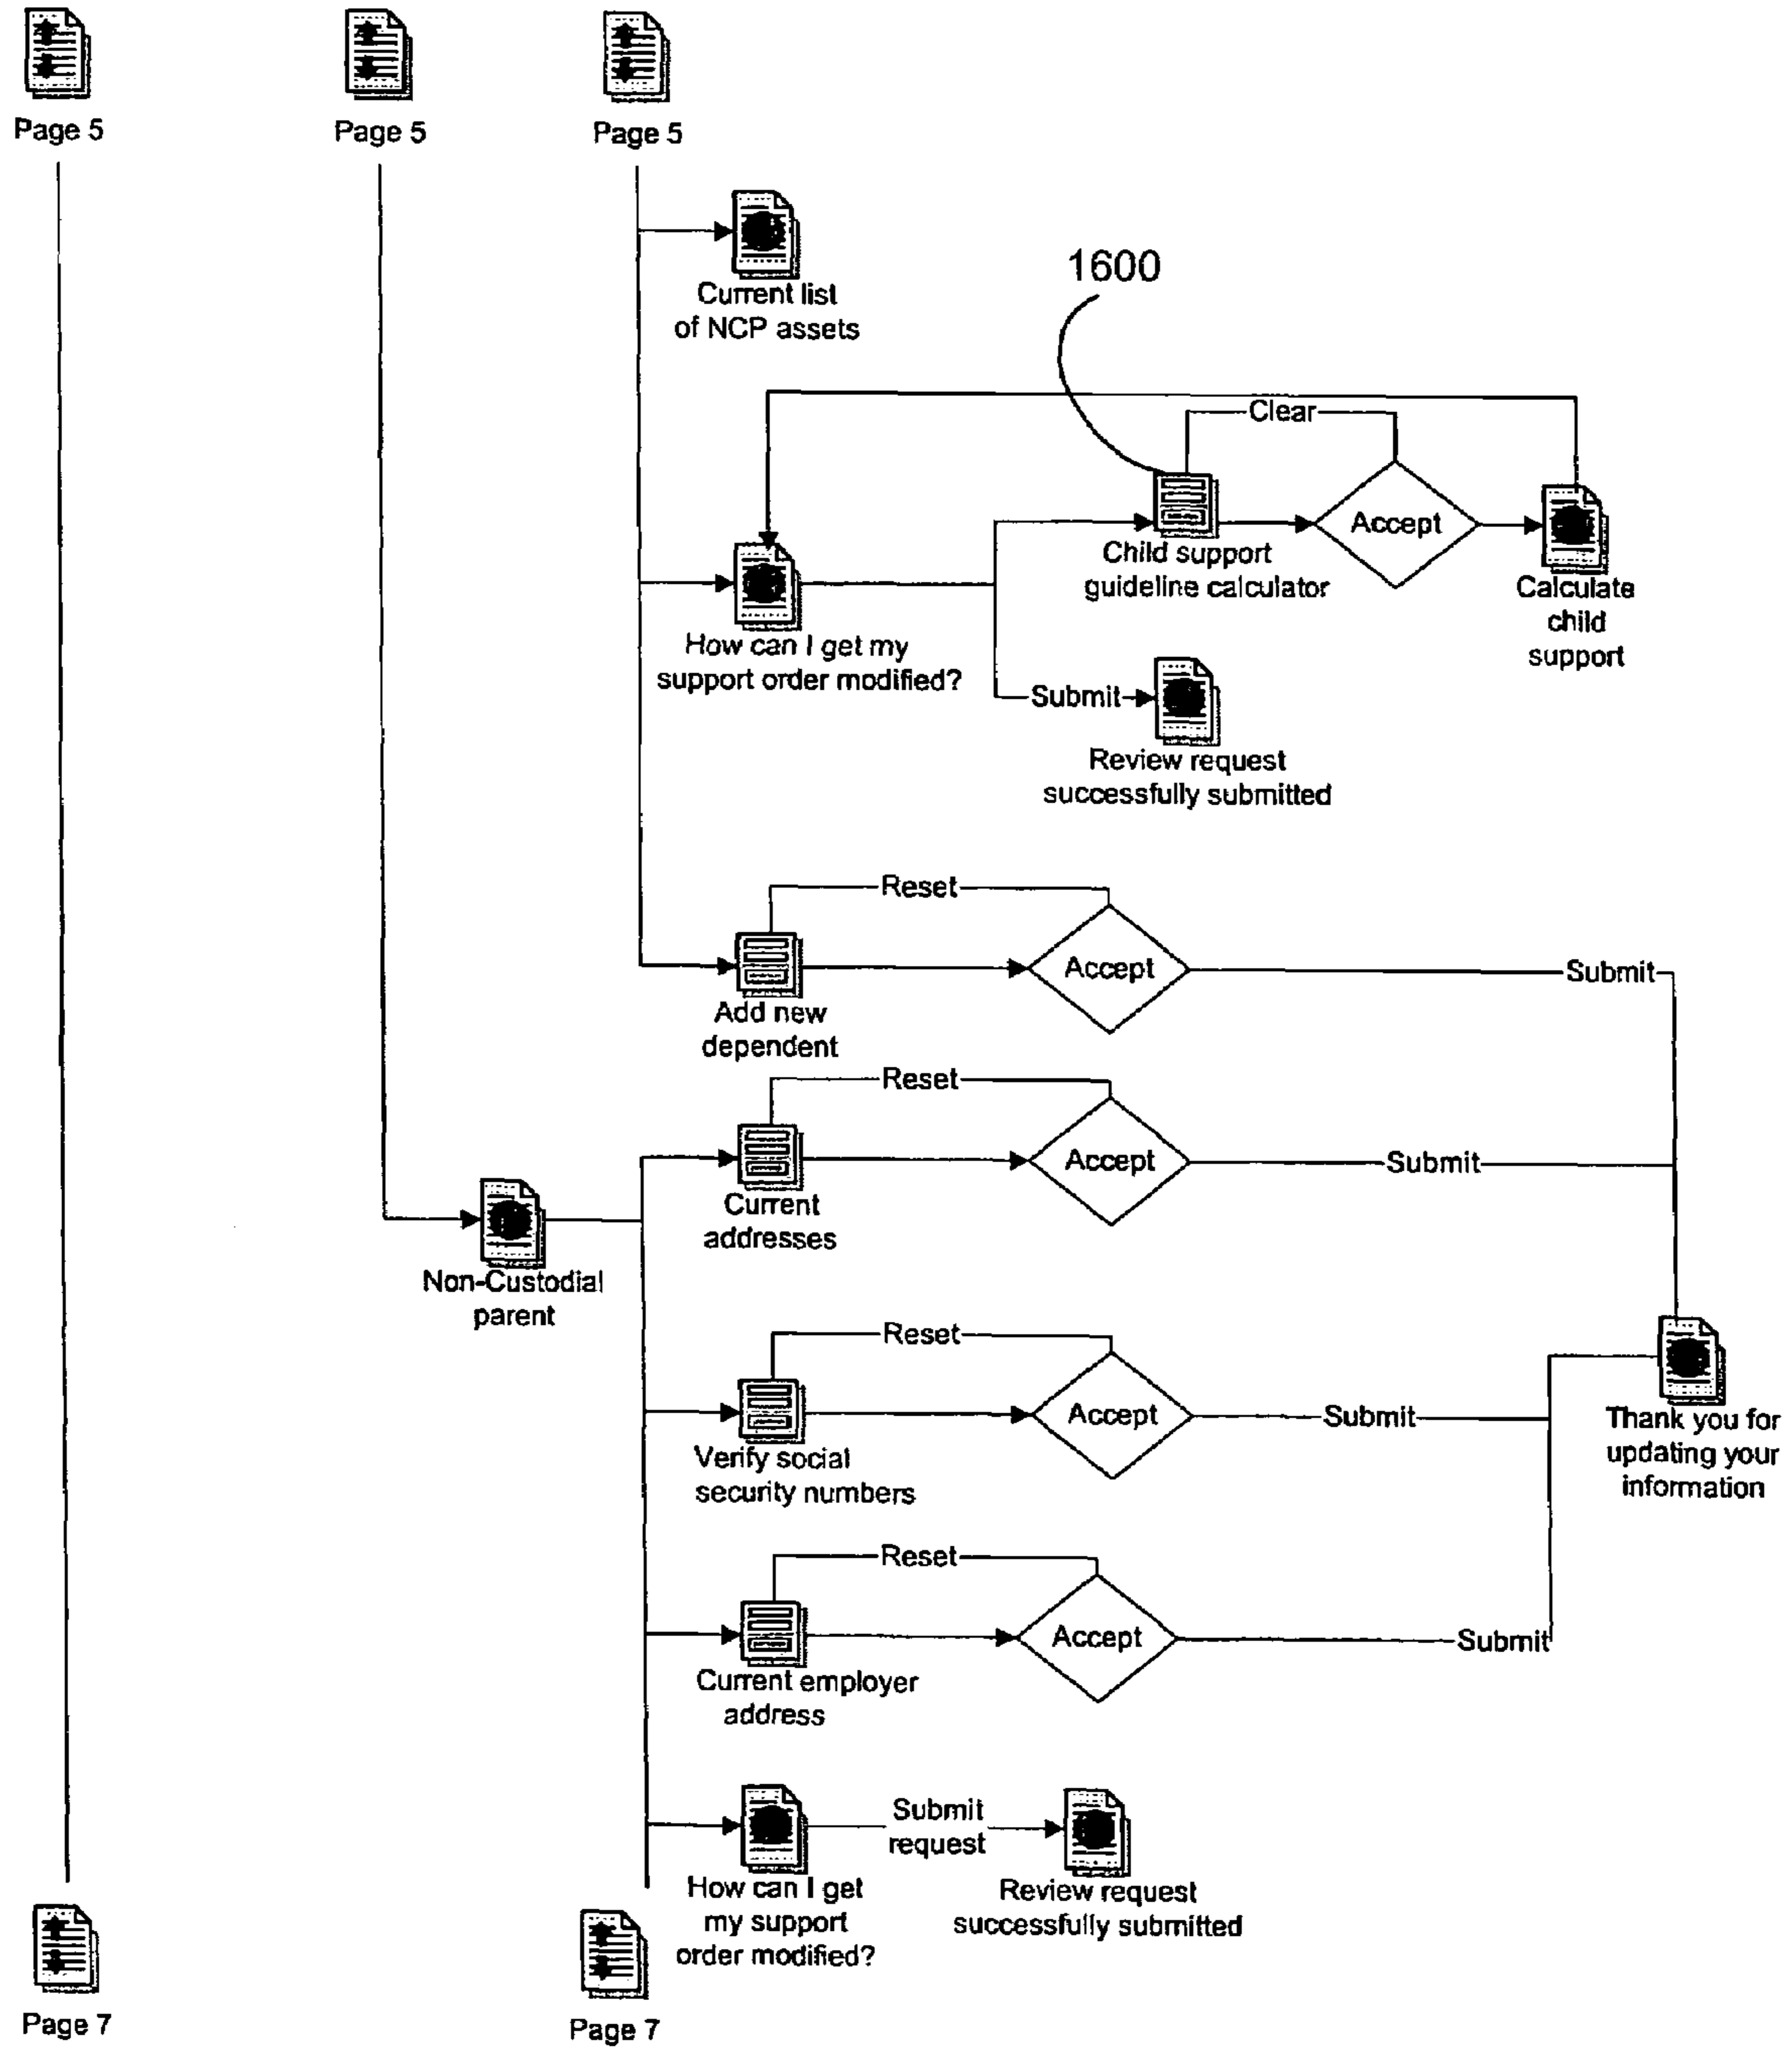 Page 5
Page 5
Page 5
Current list
of NCP assets
1600
Clear
Accept
Child support
guideline calculator
Calculate
child
support
How can I get my
support order modified?
Submit
Review request
successfully submitted
Reset
Accept
Submit
Add new
dependent
Reset
Accept
Submit
Current
addresses
Non-Custodial
parent
Reset
Accept
Submit
Verify social
security numbers
Thank you for
updating your
information
Reset
Accept
Submit
Current employer
address
Submit
request
How can I get
my support
order modified?
Review request
successfully submitted
Page 7
Page 7